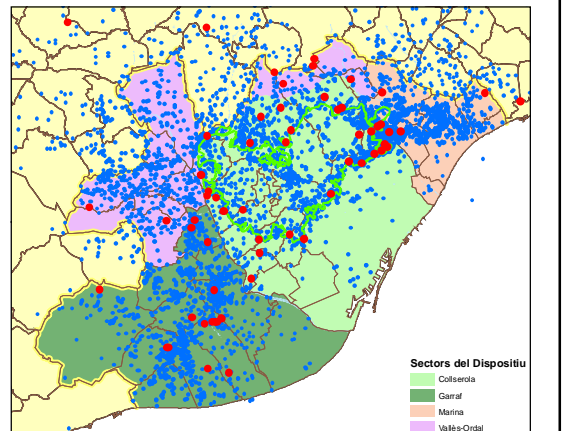 Sectors del Dispositiu
Collserola
Garraf
Marina
Vallès-Ordal